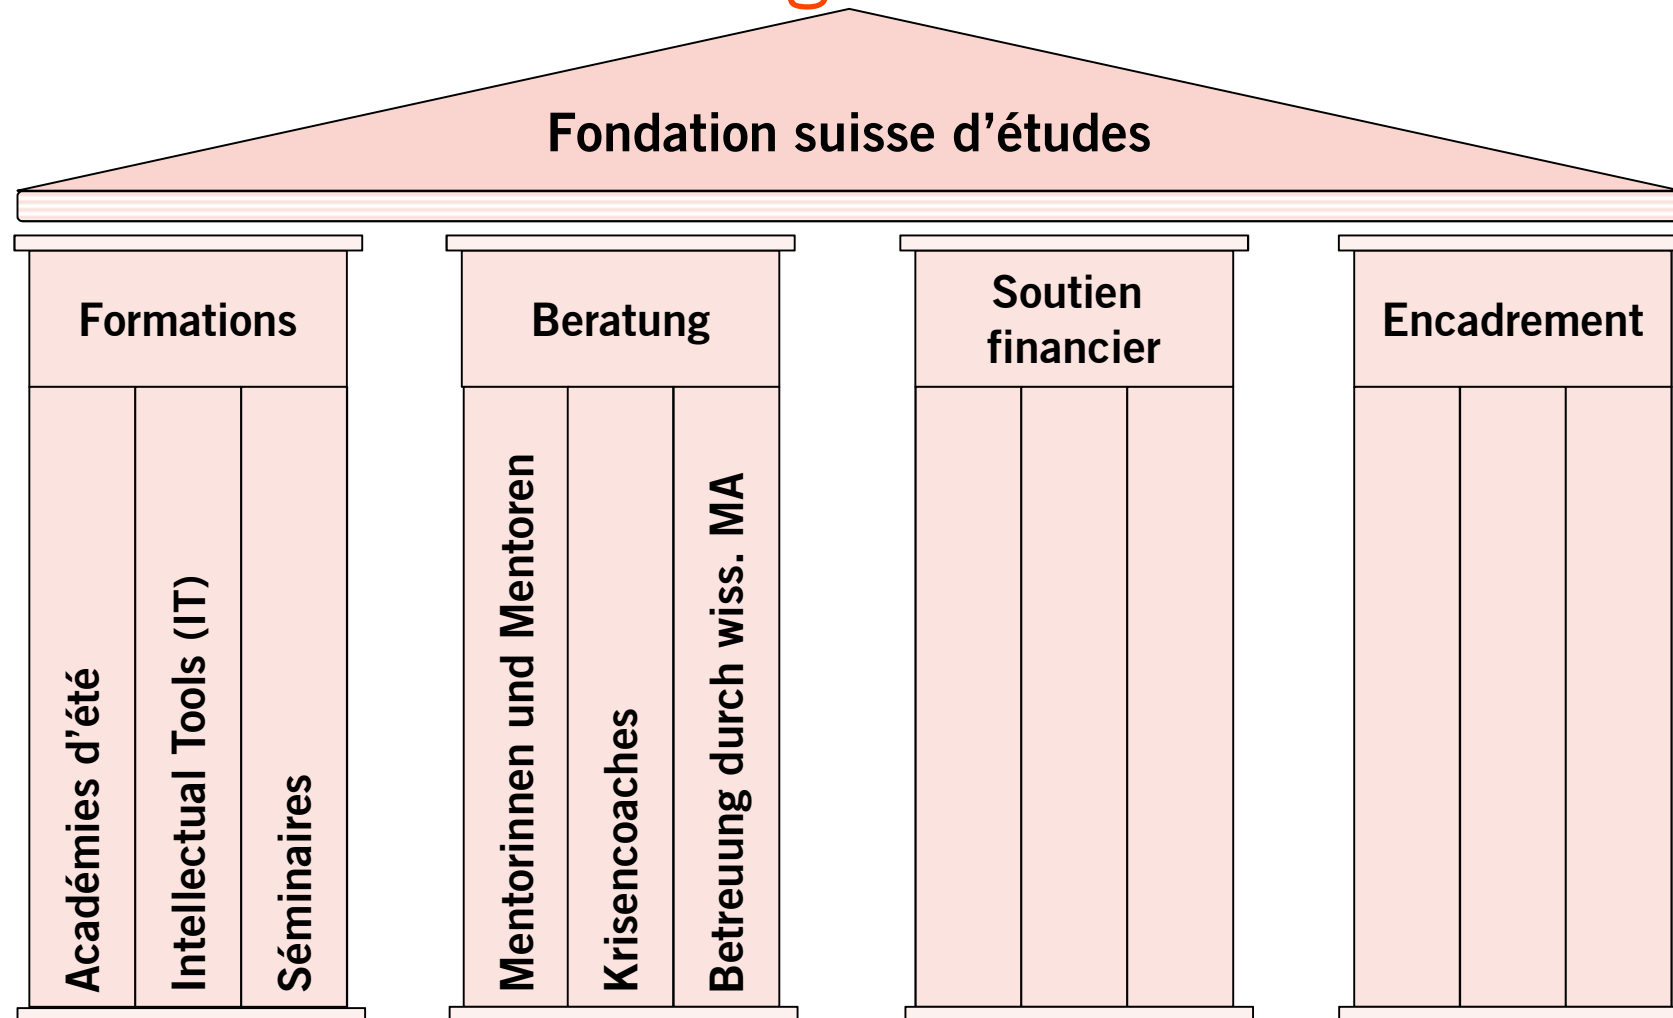 Fondation suisse d’études
Formations
Académies d’été
Intellectual Tools (IT)
Séminaires
Beratung
Mentorinnen und Mentoren
Krisencoaches
Betreuung durch wiss. MA
Soutien
financier
Encadrement